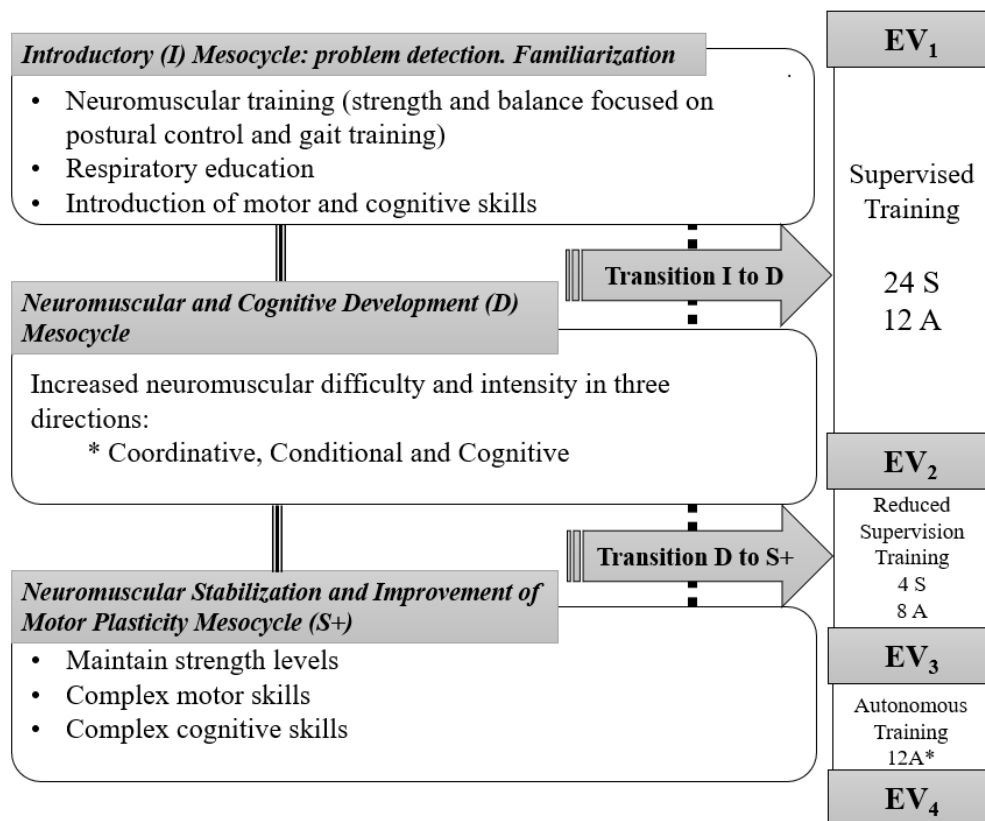 Introductory (I) Mesocycle: problem detection. Familiarization
• Neuromuscular training (strength and balance focused on
postural control and gait training)
• Respiratory education
• Introduction of motor and cognitive skills
Transition I to D
Neuromuscular and Cognitive Development (D)
Mesocycle
Increased neuromuscular difficulty and intensity in three
directions:
* Coordinative, Conditional and Cognitive
Transition D to S+
Neuromuscular Stabilization and Improvement of
Motor Plasticity Mesocycle (S+)
• Maintain strength levels
• Complex motor skills
• Complex cognitive skills
EV₁
Supervised
Training
24 S
12 A
EV₂
Reduced
Supervision
Training
4 S
8 A
EV₃
Autonomous
Training
12A*
EV₄